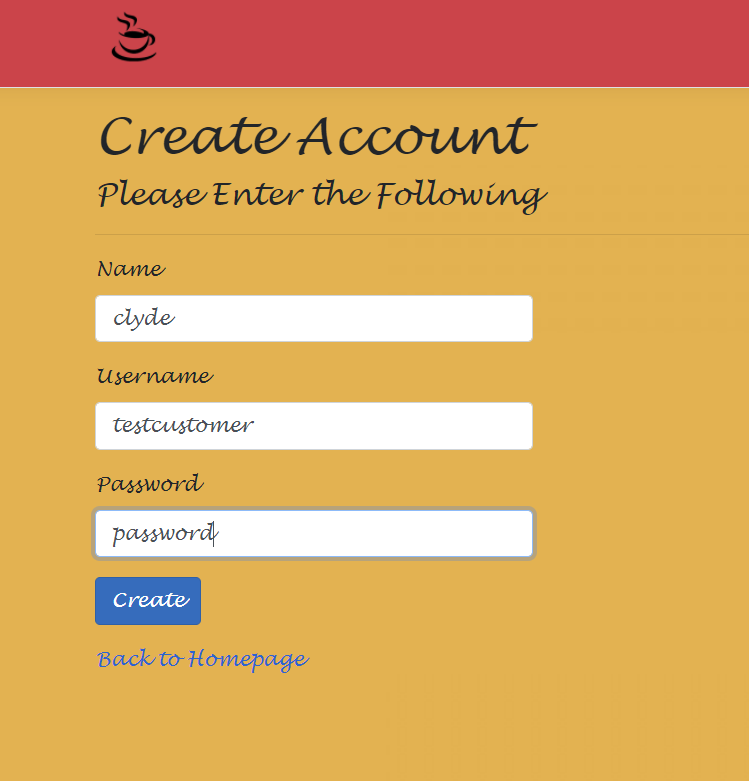 Create Account
Please Enter the Following
Name
clyde
Username
testcustomer
Password
password
Create
Back to Homepage